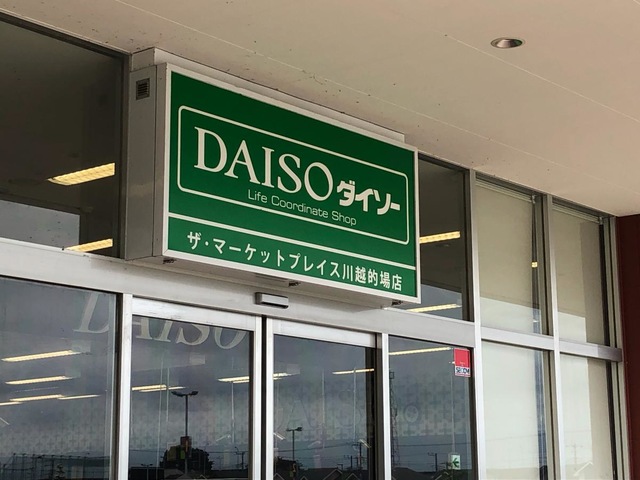 DAISO ダイソー
Life Coordinate Shop
ザ・マーケットプレイス川越的場店
DAISO